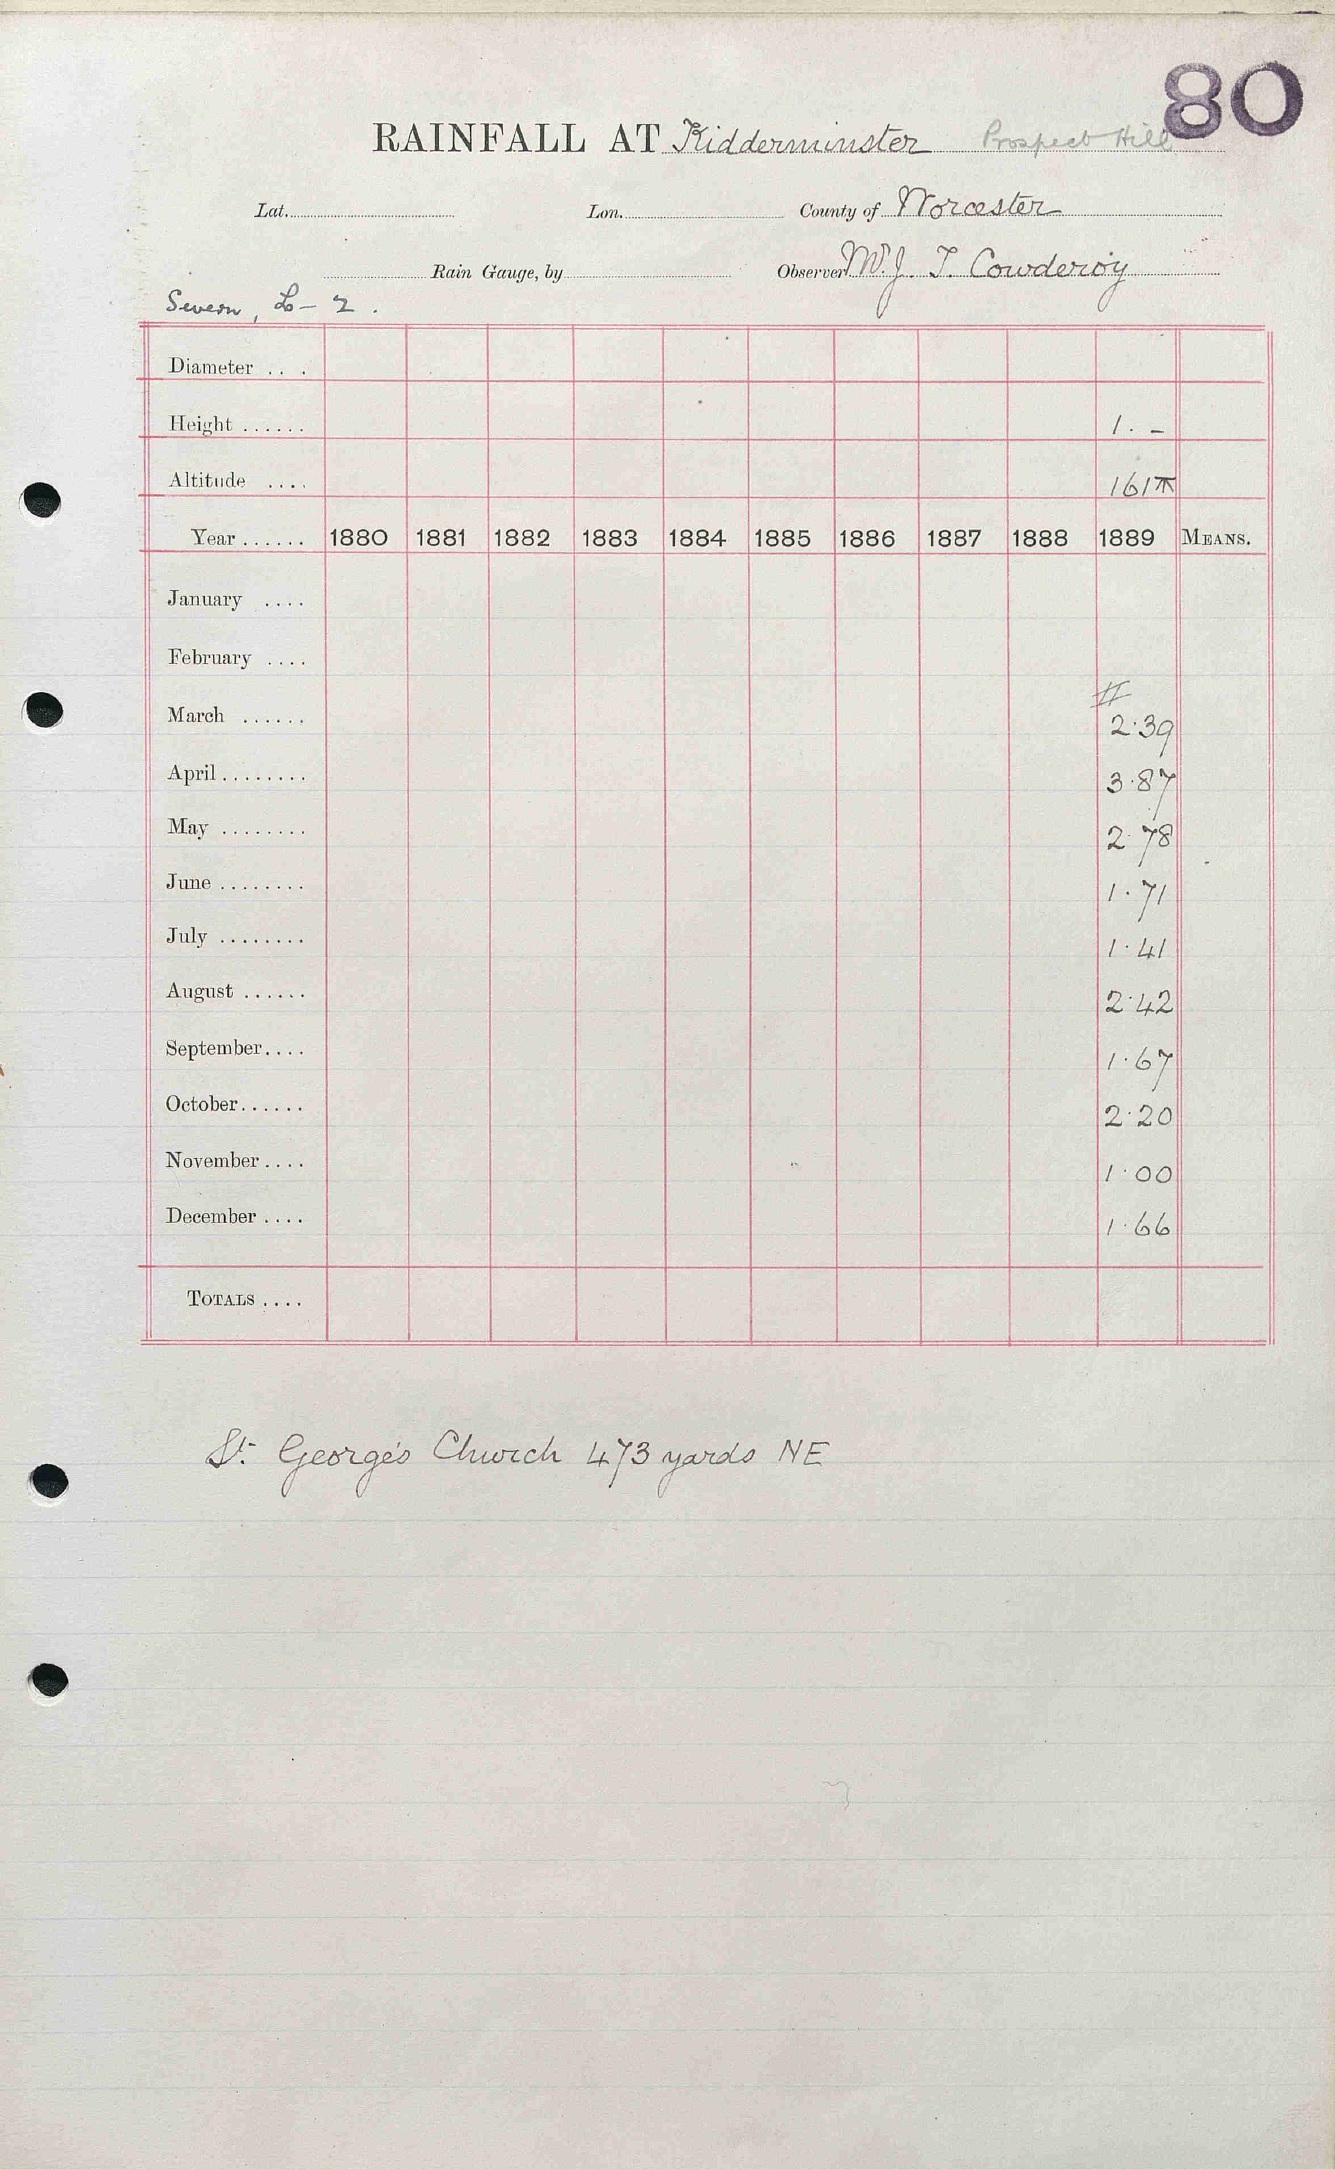 80
RAINFALL AT Kidderminster Prospect Hill
Lat. Lon. County of Worcester
Rain Gauge, by Observer W. J. T. Cowderoy
Severn, L - 2.
Diameter . . .
Height ...... 1. -
Altitude .... 161
Year ...... 1880 1881 1882 1883 1884 1885 1886 1887 1888 1889 MEANS.
January ....
February ....
#
March ...... 2.39
April ........ 3.87
May ........ 2.78
June ........ 1.71
July ........ 1.41
August ...... 2.42
September .... 1.67
October ...... 2.20
November .... 1.00
December .... 1.66
TOTALS ....
St. George's Church 473 yards NE